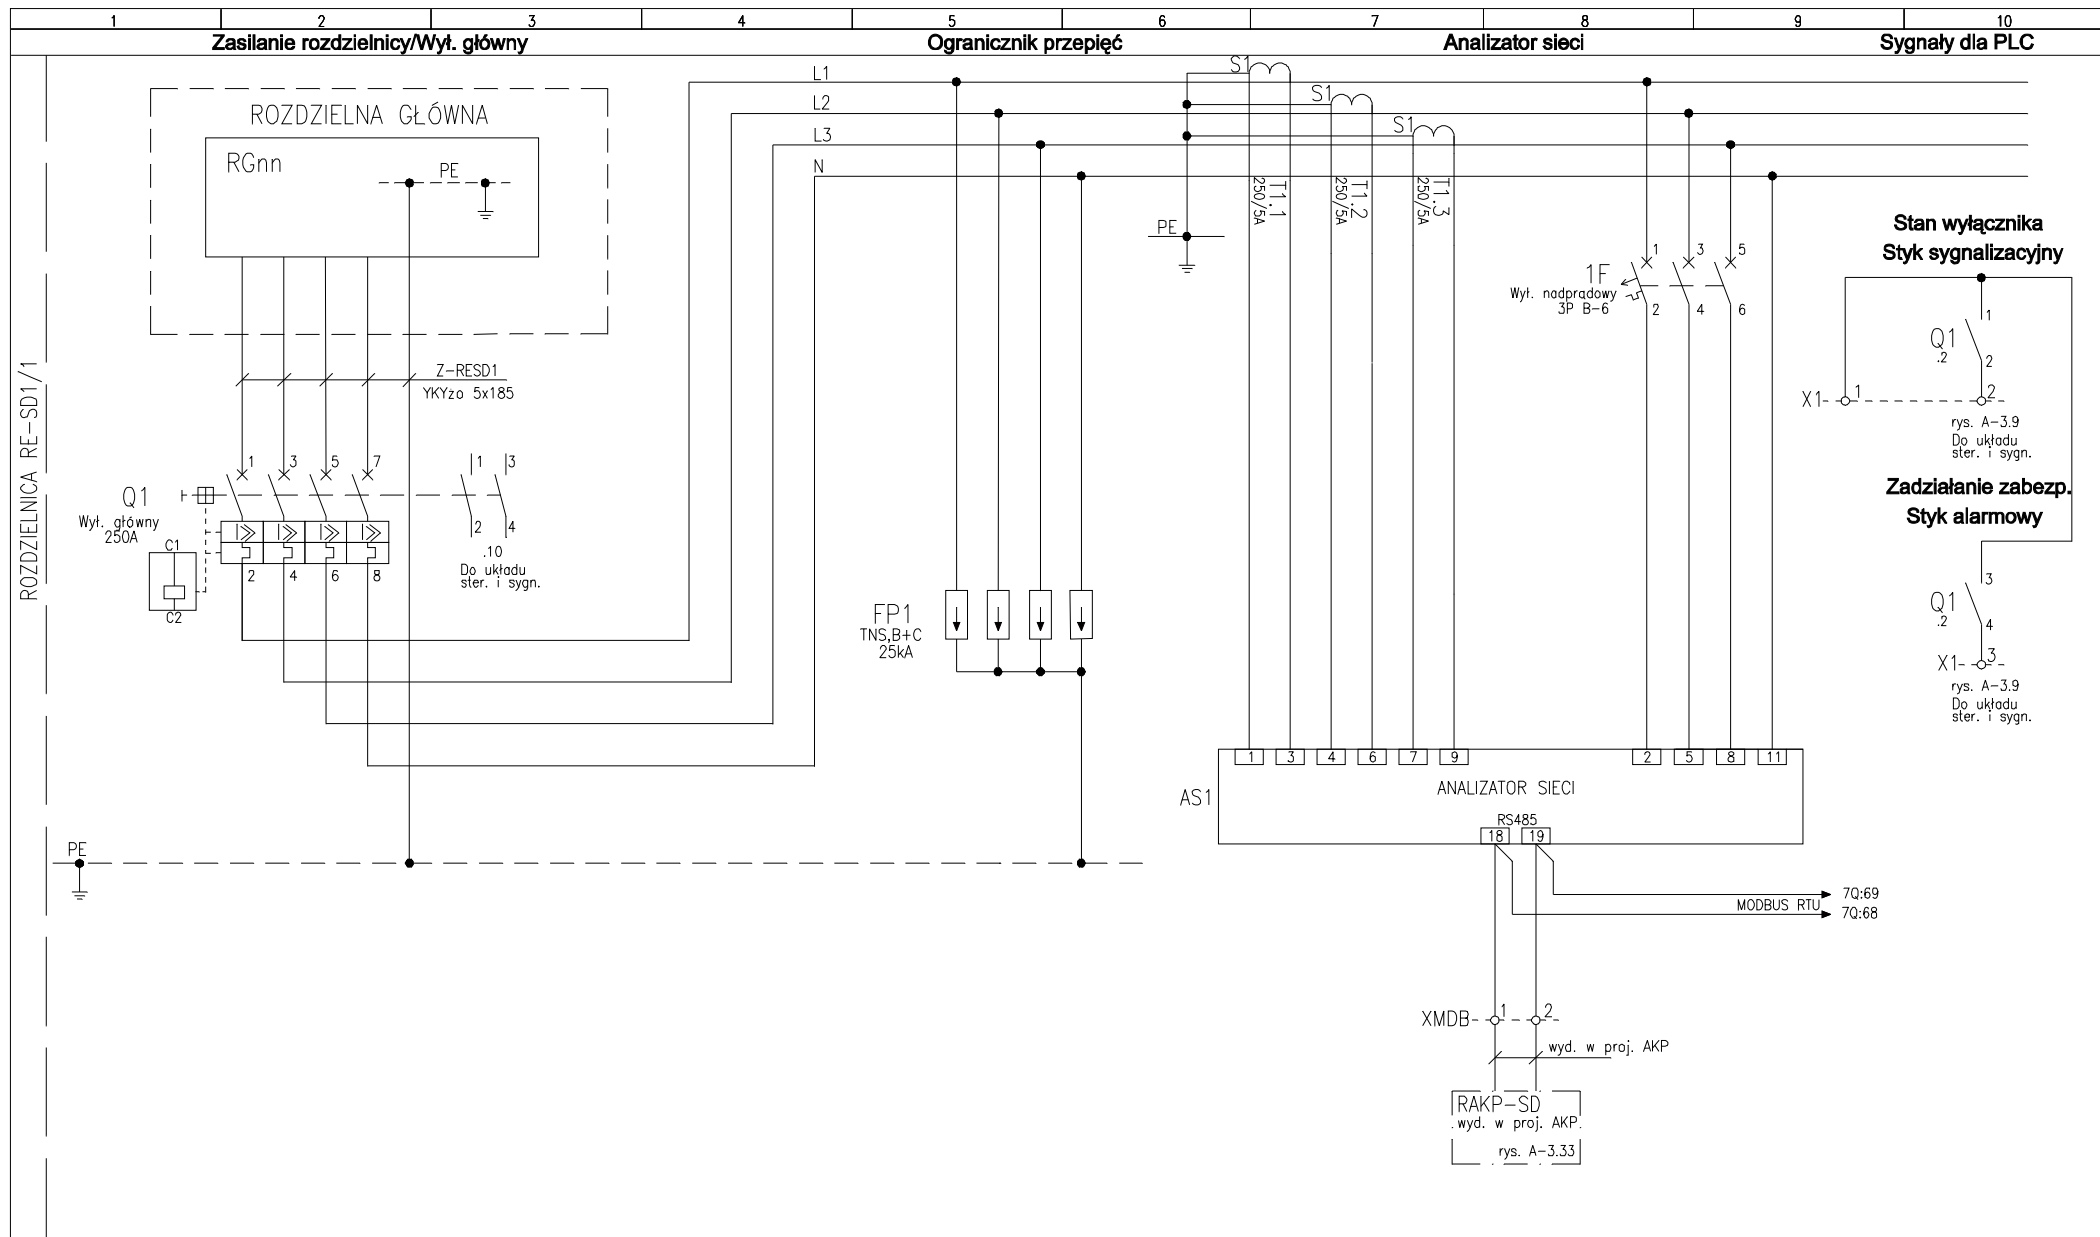 1 2 3 4 5 6 7 8 9 10
Zasilanie rozdzielnicy/Wył. główny
Ogranicznik przepięć
Analizator sieci
Sygnały dla PLC
ROZDZIELNICA RE-SD1/1
ROZDZIELNA GŁÓWNA
RGnn
PE
Z-RESD1
YKYżo 5x185
Q1
Wył. główny
250A
C1
C2
1 3 5 7
2 4 6 8
1 3
2 4
.10
Do układu
ster. i sygn.
PE
L1
L2
L3
N
FP1
TNS,B+C
25kA
S1
S1
S1
T1.1
250/5A
T1.2
250/5A
T1.3
250/5A
PE
1F
Wył. nadprądowy
3P B-6
1 3 5
2 4 6
AS1
1 3 4 6 7 9 2 5 8 11
ANALIZATOR SIECI
RS485
18 19
7Q:69
MODBUS RTU
7Q:68
XMDB
1 2
wyd. w proj. AKP
RAKP-SD
wyd. w proj. AKP
rys. A-3.33
Stan wyłącznika
Styk sygnalizacyjny
1
Q1
.2
2
X1 1 2
rys. A-3.9
Do układu
ster. i sygn.
Zadziałanie zabezp.
Styk alarmowy
3
Q1
.2
4
X1 3
rys. A-3.9
Do układu
ster. i sygn.